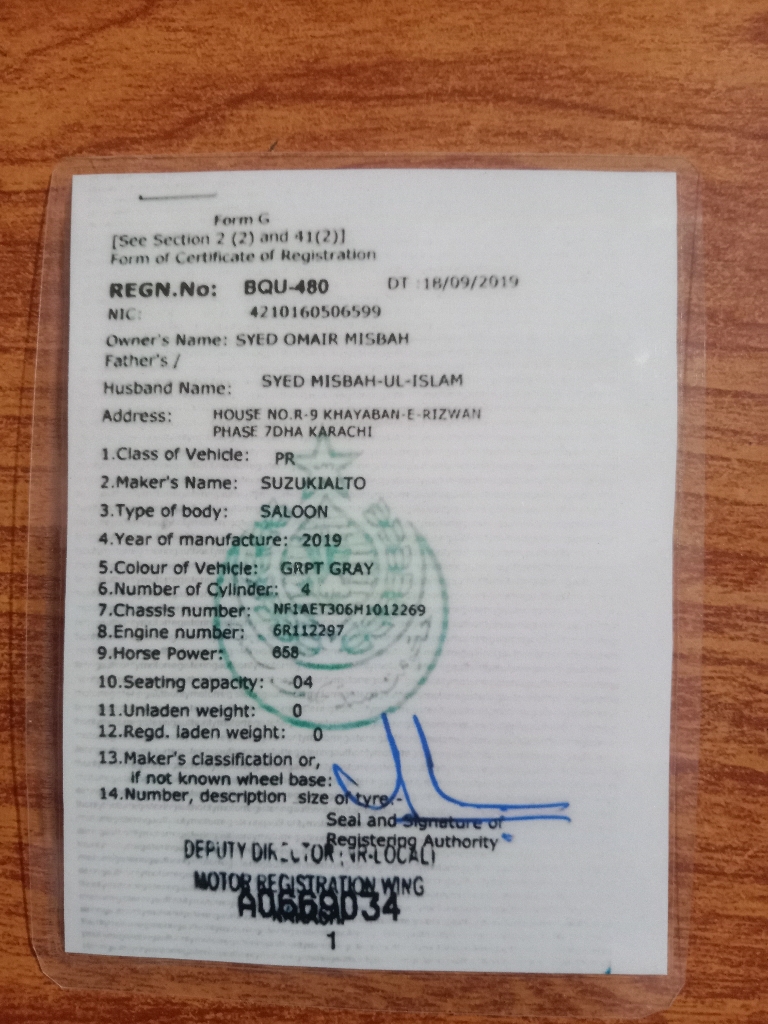 Form G
[See Section 2 (2) and 41(2)]
Form of Certificate of Registration
REGN.No: BQU-480 DT :18/09/2019
NIC: 4210160506599
Owner's Name: SYED OMAIR MISBAH
Father's /
Husband Name: SYED MISBAH-UL-ISLAM
Address: HOUSE NO.R-9 KHAYABAN-E-RIZWAN
PHASE 7DHA KARACHI
1.Class of Vehicle: PR
2.Maker's Name: SUZUKIALTO
3.Type of body: SALOON
4.Year of manufacture: 2019
5.Colour of Vehicle: GRPT GRAY
6.Number of Cylinder: 4
7.Chassis number: NF1AET306H1012269
8.Engine number: 6R112297
9.Horse Power: 658
10.Seating capacity: 04
11.Unladen weight: 0
12.Regd. laden weight: 0
13.Maker's classification or,
if not known wheel base:
14.Number, description size of tyre:-
Seal and Signature of
Registering Authority
DEPUTY DIRECTOR (VR-LOCAL)
MOTOR REGISTRATION WING
A0669034
1